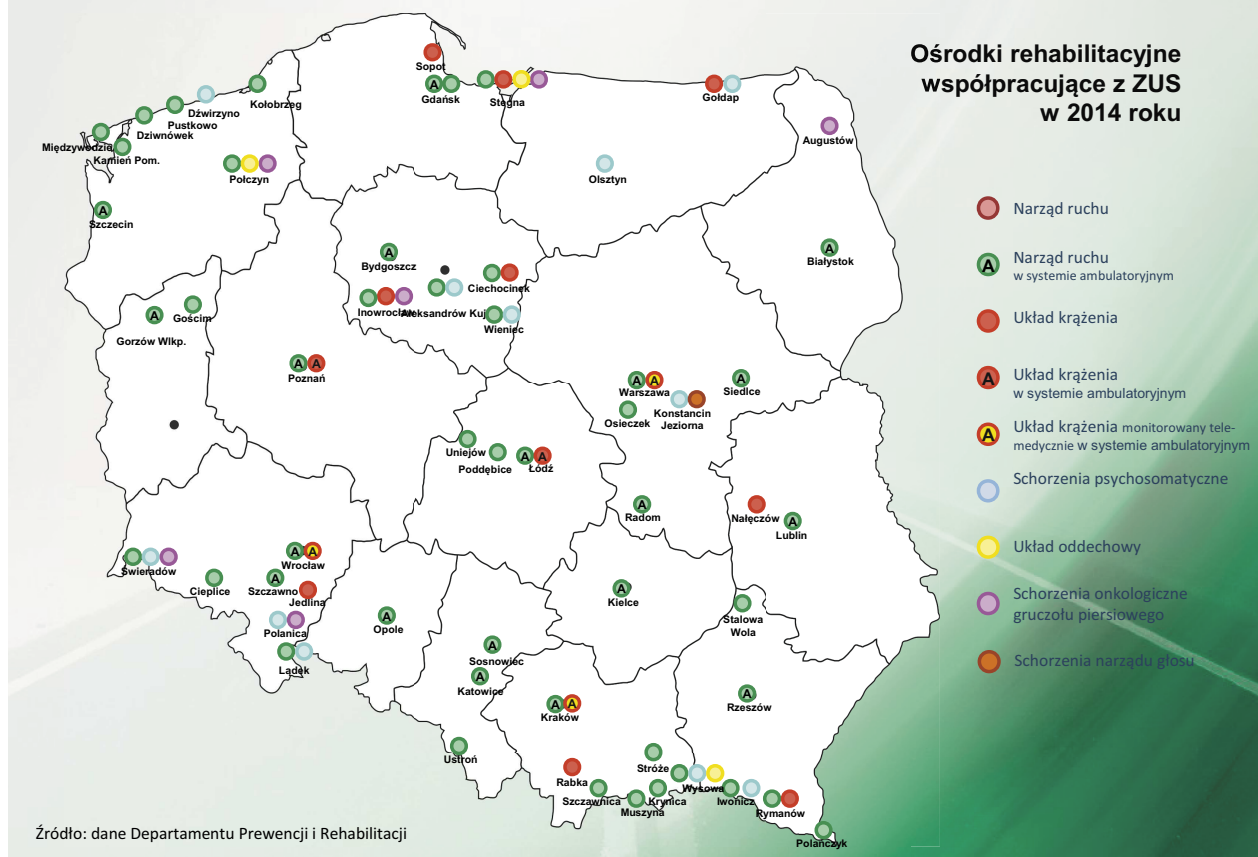 Ośrodki rehabilitacyjne
współpracujące z ZUS
w 2014 roku
Sopot
A
Gdańsk
Stegna
Gołdap
Augustów
Kołobrzeg
Dźwirzyno
Pustkowo
Dziwnówek
Międzywodzie
Kamień Pom.
Połczyn
Olsztyn
A
Szczecin
A
Bydgoszcz
A
Białystok
Ciechocinek
Inowrocław
Aleksandrów Kuj
Wieniec
Gościm
A
Gorzów Wlkp.
A A
Poznań
A A
Warszawa
Konstancin
Jeziorna
A
Siedlce
Osieczek
Uniejów
Poddębice
A A
Łódź
A
Radom
Nałęczów
A
Lublin
Świeradów
A A
Wrocław
Cieplice
A
Szczawno
Jedlina
Polanica
Lądek
A
Opole
A
Kielce
Stalowa
Wola
A
Sosnowiec
A
Katowice
A A
Kraków
A
Rzeszów
Ustroń
Rabka
Stróże
Szczawnica
Muszyna
Krynica
Wysowa
Iwonicz
Rymanów
Polańczyk
Narząd ruchu
A
Narząd ruchu
w systemie ambulatoryjnym
Układ krążenia
A
Układ krążenia
w systemie ambulatoryjnym
A
Układ krążenia monitorowany tele-
medycznie w systemie ambulatoryjnym
Schorzenia psychosomatyczne
Układ oddechowy
Schorzenia onkologiczne
gruczołu piersiowego
Schorzenia narządu głosu
Źródło: dane Departamentu Prewencji i Rehabilitacji